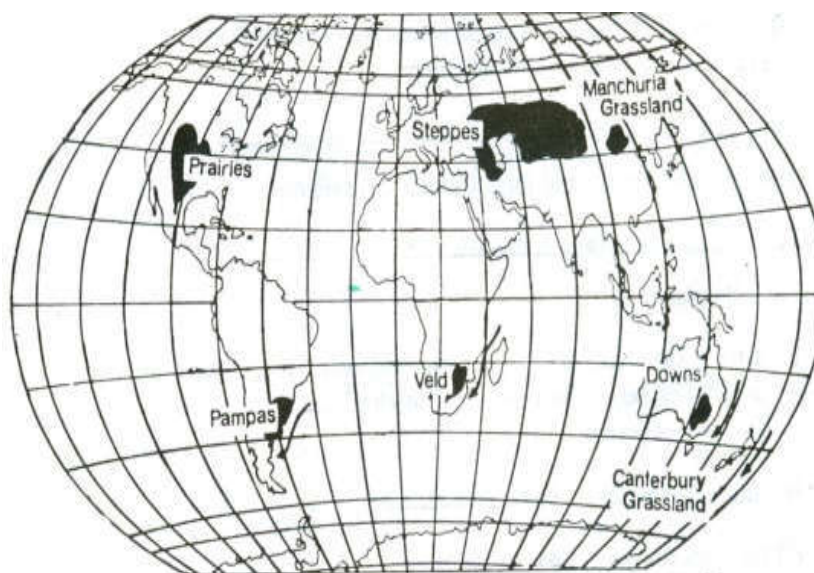 Manchuria
Grassland
Steppes
Prairies
Veld
Downs
Pampas
Canterbury
Grassland